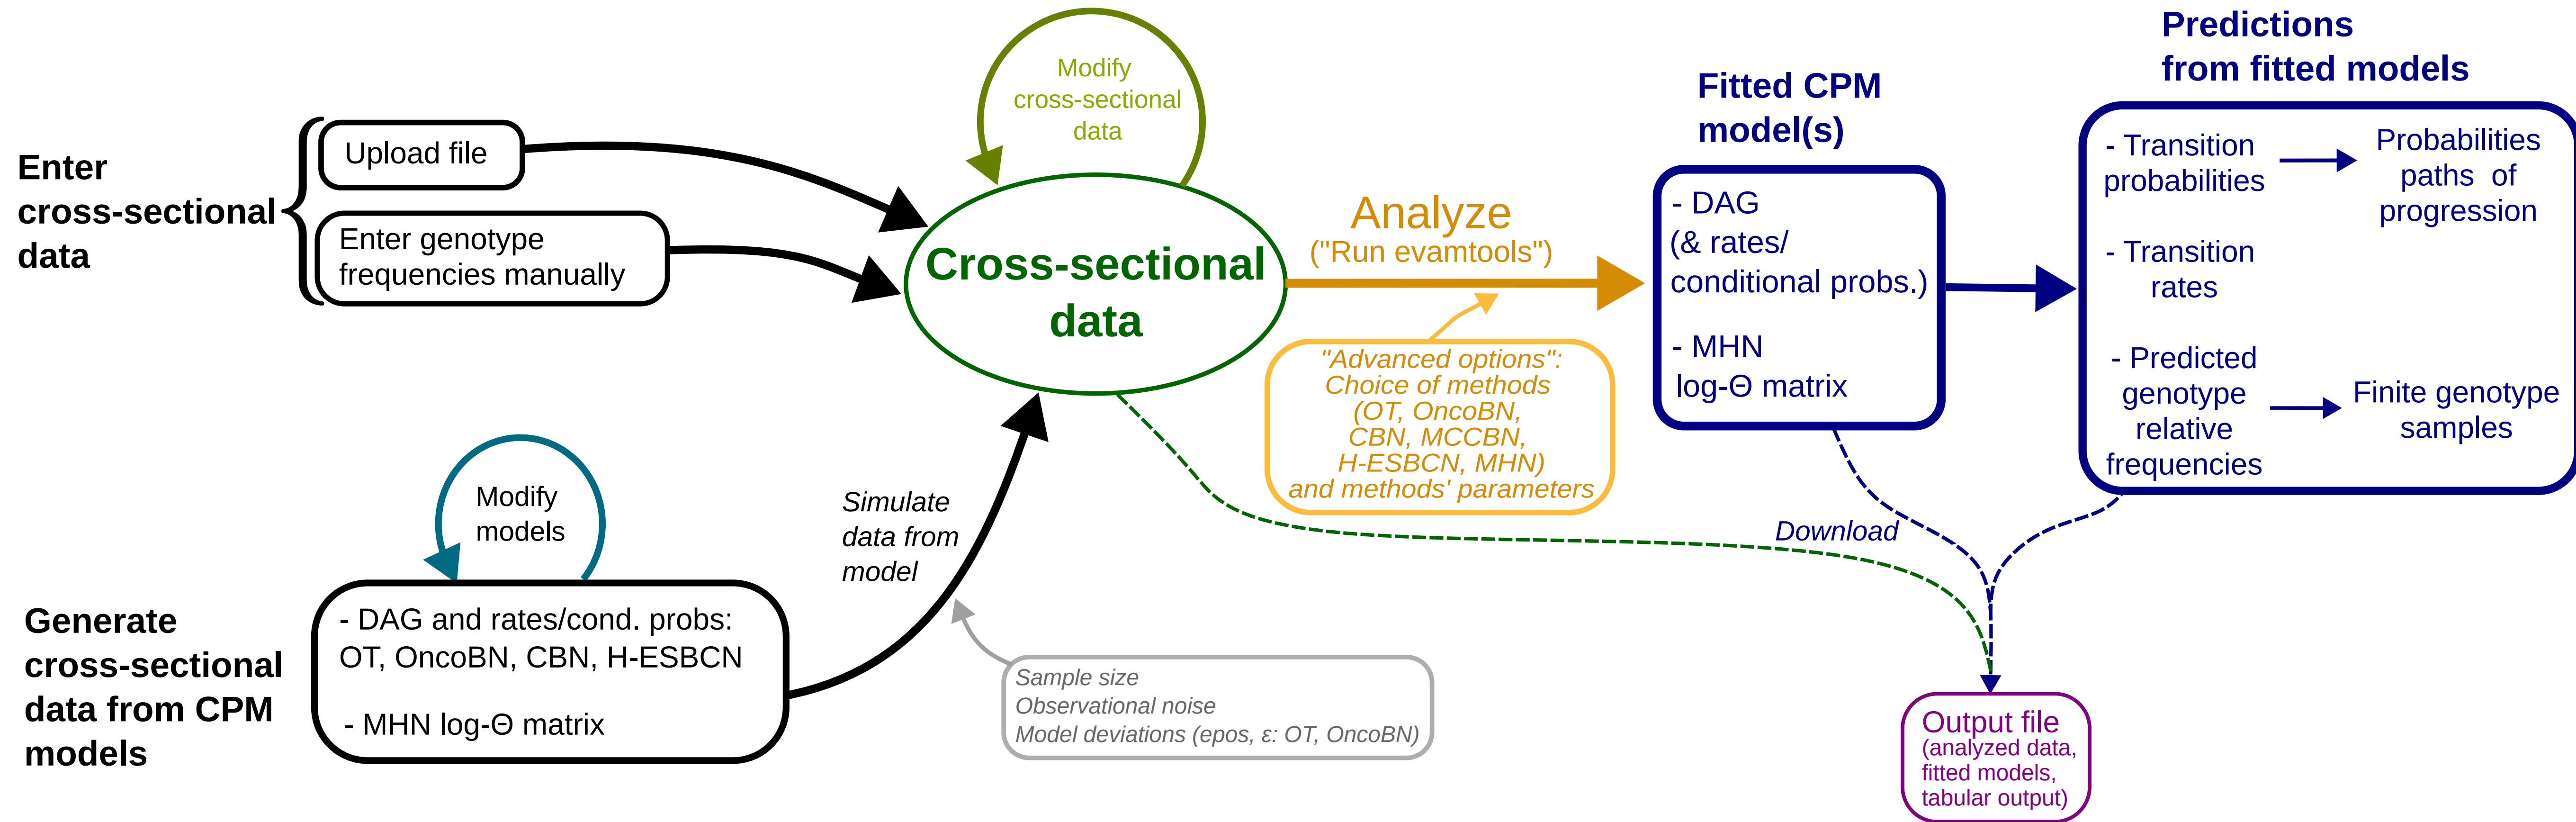 Enter
cross-sectional
data
Upload file
Enter genotype
frequencies manually
Modify
cross-sectional
data
Cross-sectional
data
Generate
cross-sectional
data from CPM
models
Modify
models
- DAG and rates/cond. probs:
OT, OncoBN, CBN, H-ESBCN
- MHN log-Θ matrix
Simulate
data from
model
Sample size
Observational noise
Model deviations (epos, ε: OT, OncoBN)
Analyze
("Run evamtools")
"Advanced options":
Choice of methods
(OT, OncoBN,
CBN, MCCBN,
H-ESBCN, MHN)
and methods' parameters
Fitted CPM
model(s)
- DAG
(& rates/
conditional probs.)
- MHN
log-Θ matrix
Predictions
from fitted models
- Transition
probabilities
Probabilities
paths of
progression
- Transition
rates
- Predicted
genotype
relative
frequencies
Finite genotype
samples
Download
Output file
(analyzed data,
fitted models,
tabular output)